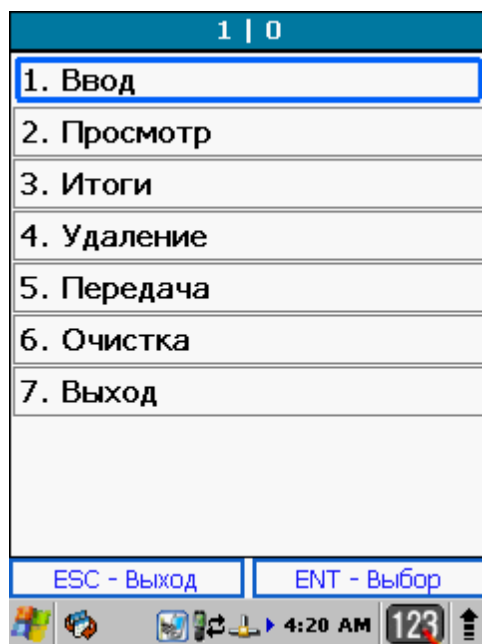 1 | 0
1. Ввод
2. Просмотр
3. Итоги
4. Удаление
5. Передача
6. Очистка
7. Выход
ESC - Выход ENT - Выбор
4:20 AM 123